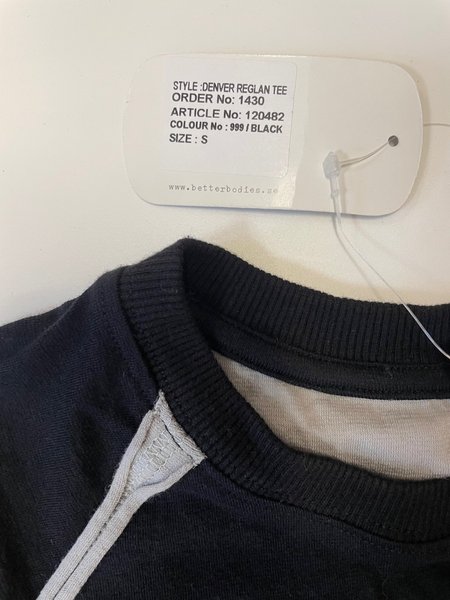 STYLE :DENVER REGLAN TEE
ORDER No: 1430
ARTICLE No: 120482
COLOUR No : 999 / BLACK
SIZE : S
www.betterbodies.se